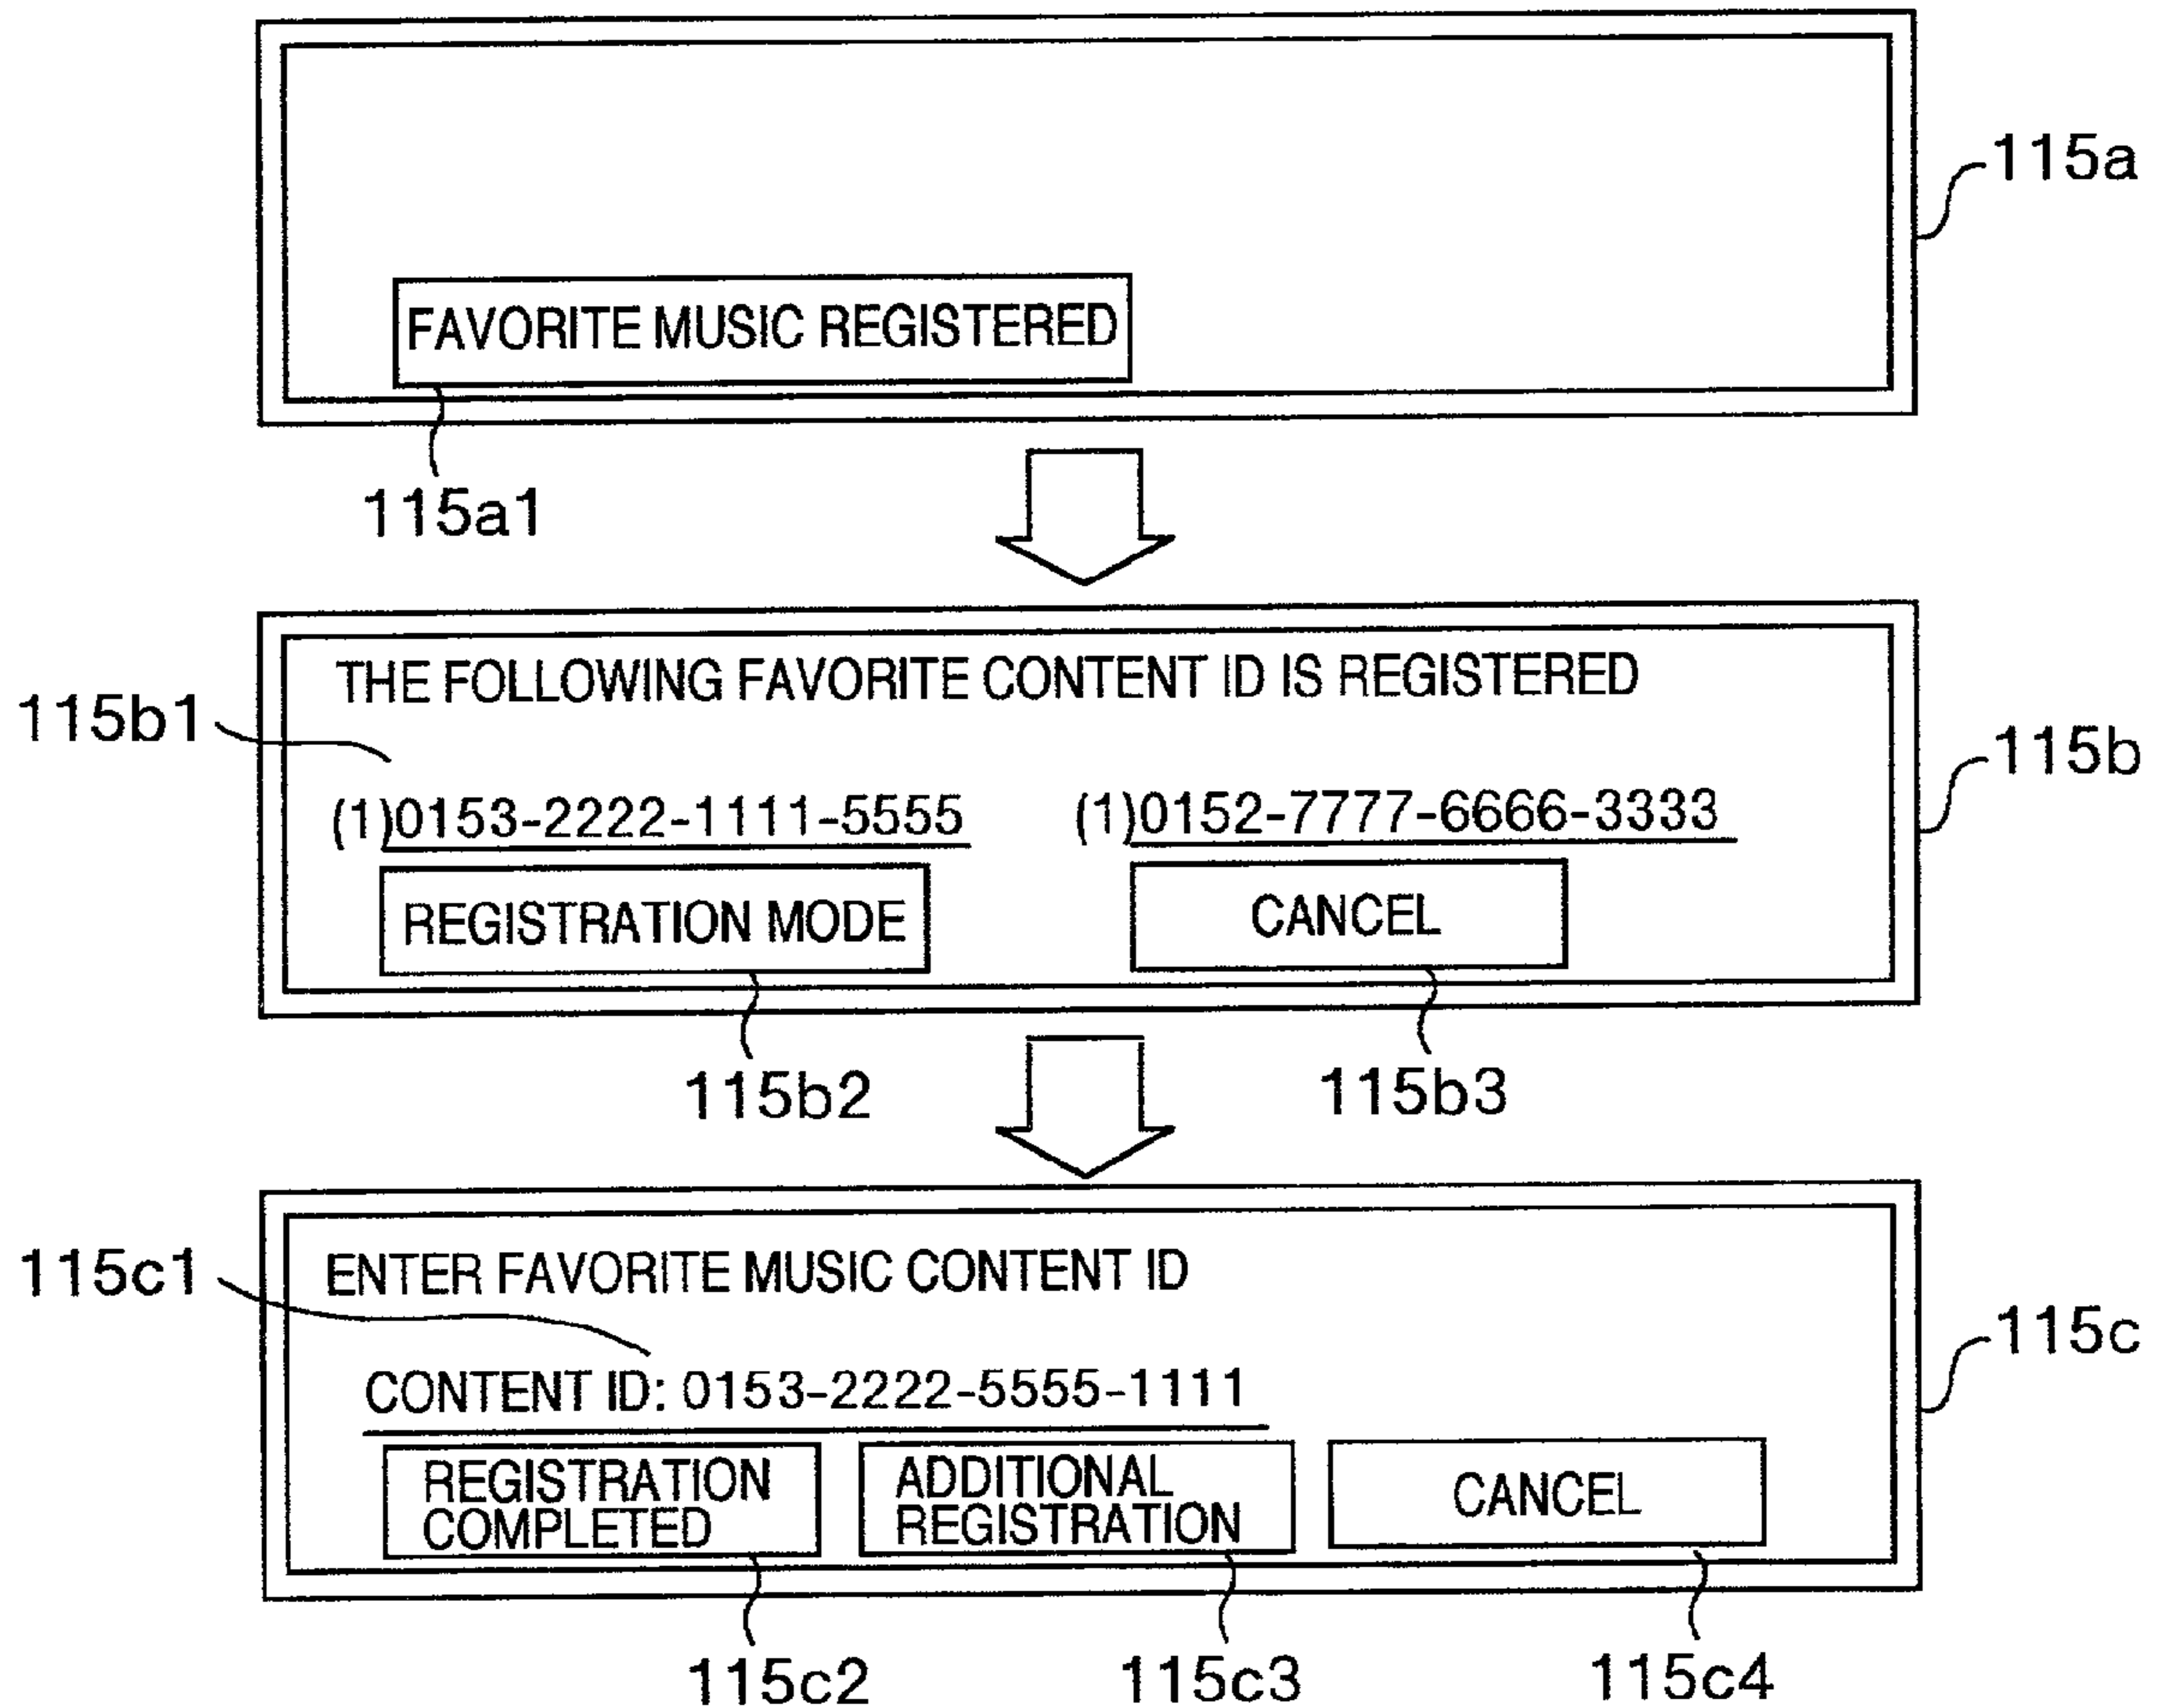 115a
FAVORITE MUSIC REGISTERED
115a1
THE FOLLOWING FAVORITE CONTENT ID IS REGISTERED
115b1
115b
(1)0153-2222-1111-5555
(1)0152-7777-6666-3333
REGISTRATION MODE
CANCEL
115b2
115b3
ENTER FAVORITE MUSIC CONTENT ID
115c1
115c
CONTENT ID: 0153-2222-5555-1111
REGISTRATION
COMPLETED
ADDITIONAL
REGISTRATION
CANCEL
115c2
115c3
115c4